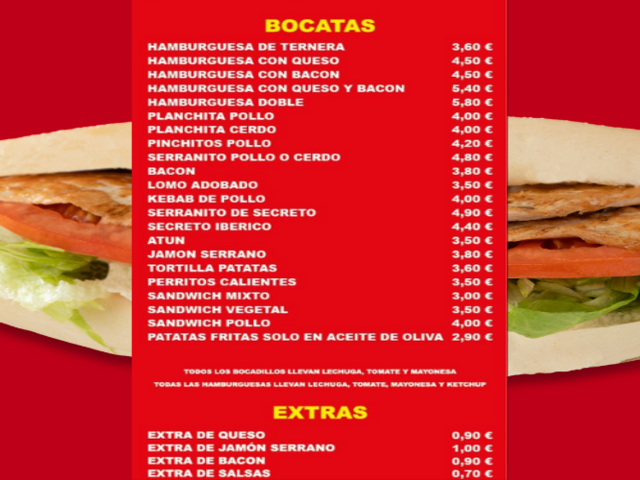 BOCATAS
HAMBURGUESA DE TERNERA 3,60 €
HAMBURGUESA CON QUESO 4,50 €
HAMBURGUESA CON BACON 4,50 €
HAMBURGUESA CON QUESO Y BACON 5,40 €
HAMBURGUESA DOBLE 5,80 €
PLANCHITA POLLO 4,00 €
PLANCHITA CERDO 4,00 €
PINCHITOS POLLO 4,20 €
SERRANITO POLLO O CERDO 4,80 €
BACON 3,80 €
LOMO ADOBADO 3,50 €
KEBAB DE POLLO 4,00 €
SERRANITO DE SECRETO 4,90 €
SECRETO IBERICO 4,40 €
ATUN 3,50 €
JAMON SERRANO 3,80 €
TORTILLA PATATAS 3,60 €
PERRITOS CALIENTES 3,50 €
SANDWICH MIXTO 3,00 €
SANDWICH VEGETAL 3,50 €
SANDWICH POLLO 4,00 €
PATATAS FRITAS SOLO EN ACEITE DE OLIVA 2,90 €
TODOS LOS BOCADILLOS LLEVAN LECHUGA, TOMATE Y MAYONESA
TODAS LAS HAMBURGUESAS LLEVAN LECHUGA, TOMATE, MAYONESA Y KETCHUP
EXTRAS
EXTRA DE QUESO 0,90 €
EXTRA DE JAMÓN SERRANO 1,00 €
EXTRA DE BACON 0,90 €
EXTRA DE SALSAS 0,70 €